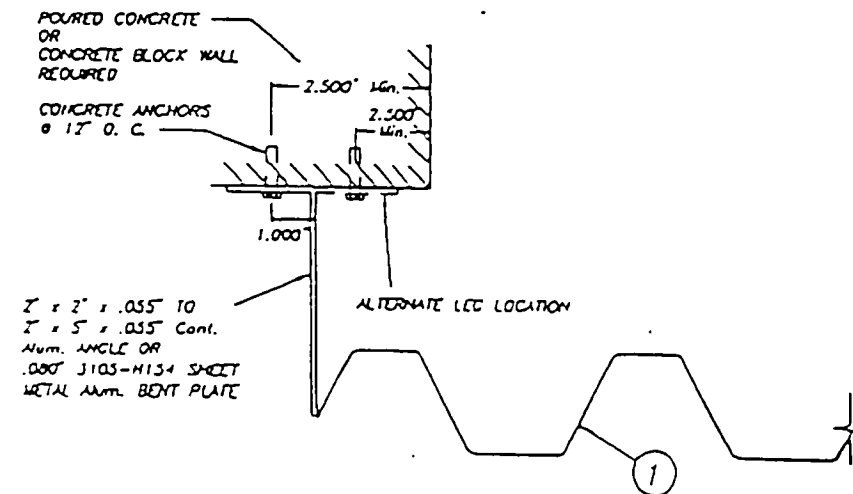 POURED CONCRETE
OR
CONCRETE BLOCK WALL
REQUIRED
CONCRETE ANCHORS
@ 12" O. C.
2.500" Min.
2.500
Min.
1.000"
ALTERNATE LEG LOCATION
2" x 2" x .055" TO
2" x 5" x .055" Cont.
Alum. ANGLE OR
.080" 3105-H154 SHEET
METAL Alum. BENT PLATE
1